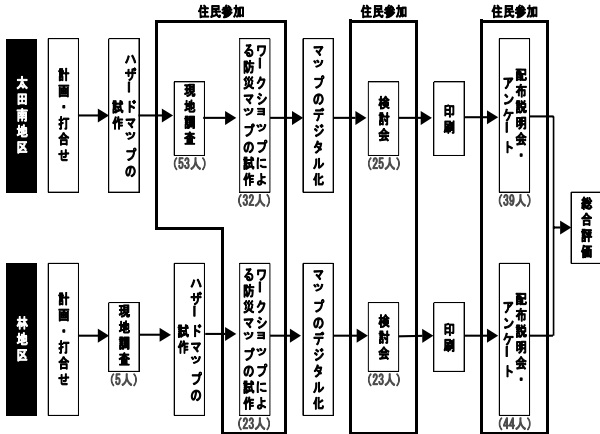 住民参加
住民参加
住民参加
太田南地区
計画・打合せ
ハザードマップの
試作
現地調査
(53人)
ワークショップによ
る防災マップの試作
(32人)
マップのデジタル化
検討会
(25人)
印刷
配布説明会・
アンケート
(39人)
総合評価
林地区
計画・打合せ
現地調査
(5人)
ハザードマップの
試作
ワークショップによ
る防災マップの試作
(23人)
マップのデジタル化
検討会
(23人)
印刷
配布説明会・
アンケート
(44人)